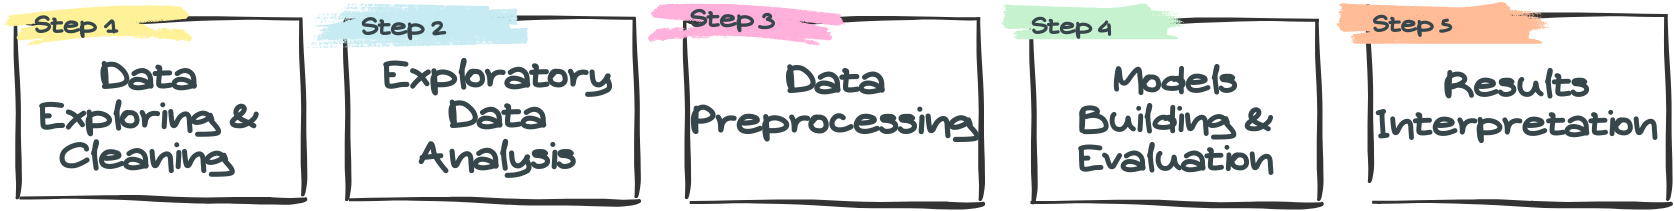 Step 1
Data
Exploring &
Cleaning
Step 2
Exploratory
Data
Analysis
Step 3
Data
Preprocessing
Step 4
Models
Building &
Evaluation
Step 5
Results
Interpretation